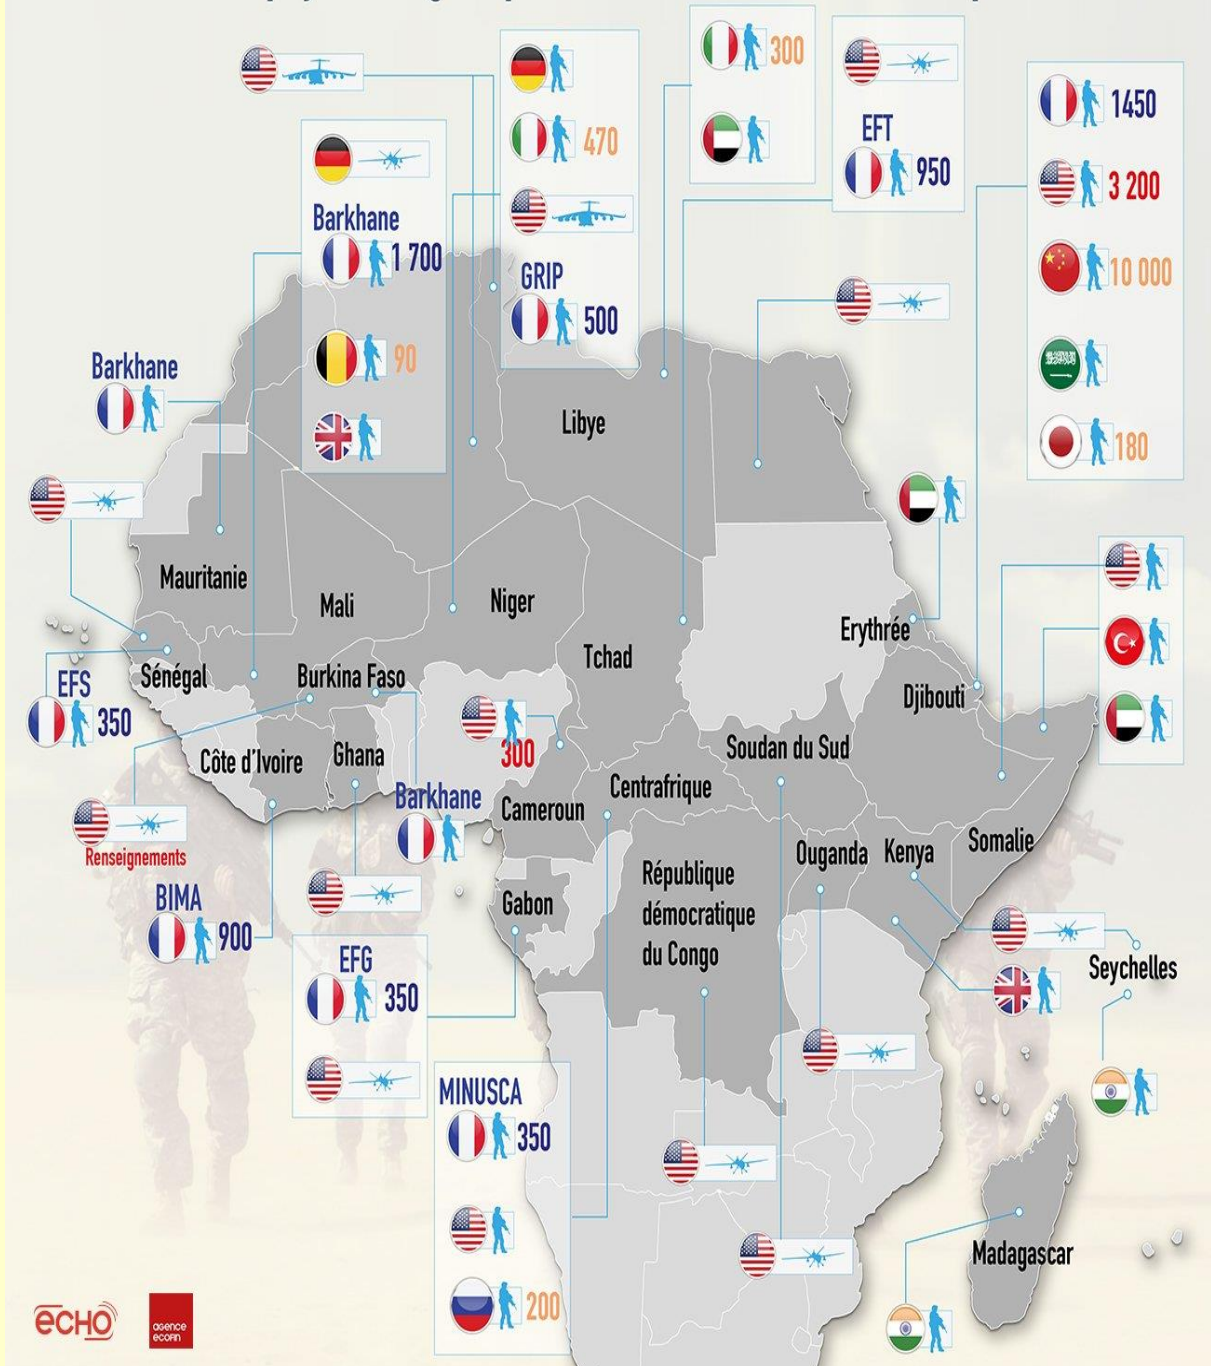 300
EFT
950
1450
3 200
10 000
180
470
GRIP
500
Barkhane
1 700
90
Barkhane
Libye
Mauritanie
Mali
Niger
Tchad
Erythrée
Djibouti
Sénégal
Burkina Faso
EFS
350
Côte d'Ivoire
Ghana
300
Soudan du Sud
Cameroun
Centrafrique
Barkhane
Renseignements
BIMA
900
Gabon
République
démocratique
du Congo
Ouganda
Kenya
Somalie
Seychelles
EFG
350
MINUSCA
350
200
Madagascar
eCHO
agence
ecofin